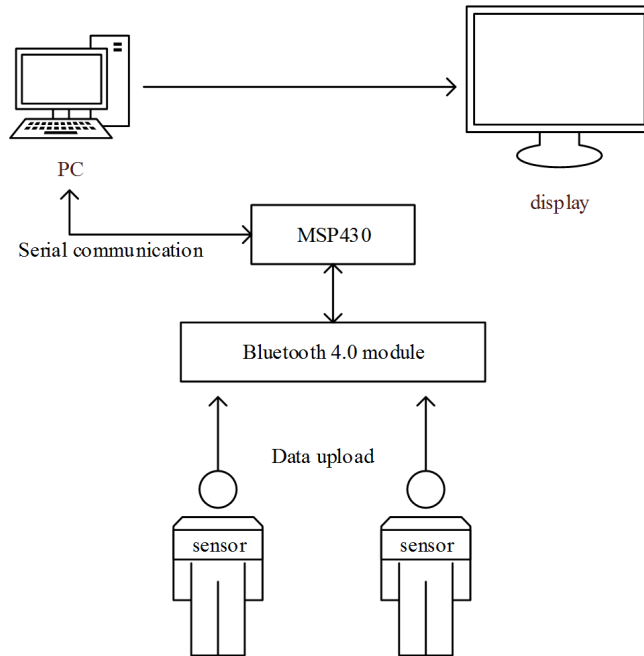 PC
display
MSP430
Serial communication
Bluetooth 4.0 module
Data upload
sensor
sensor